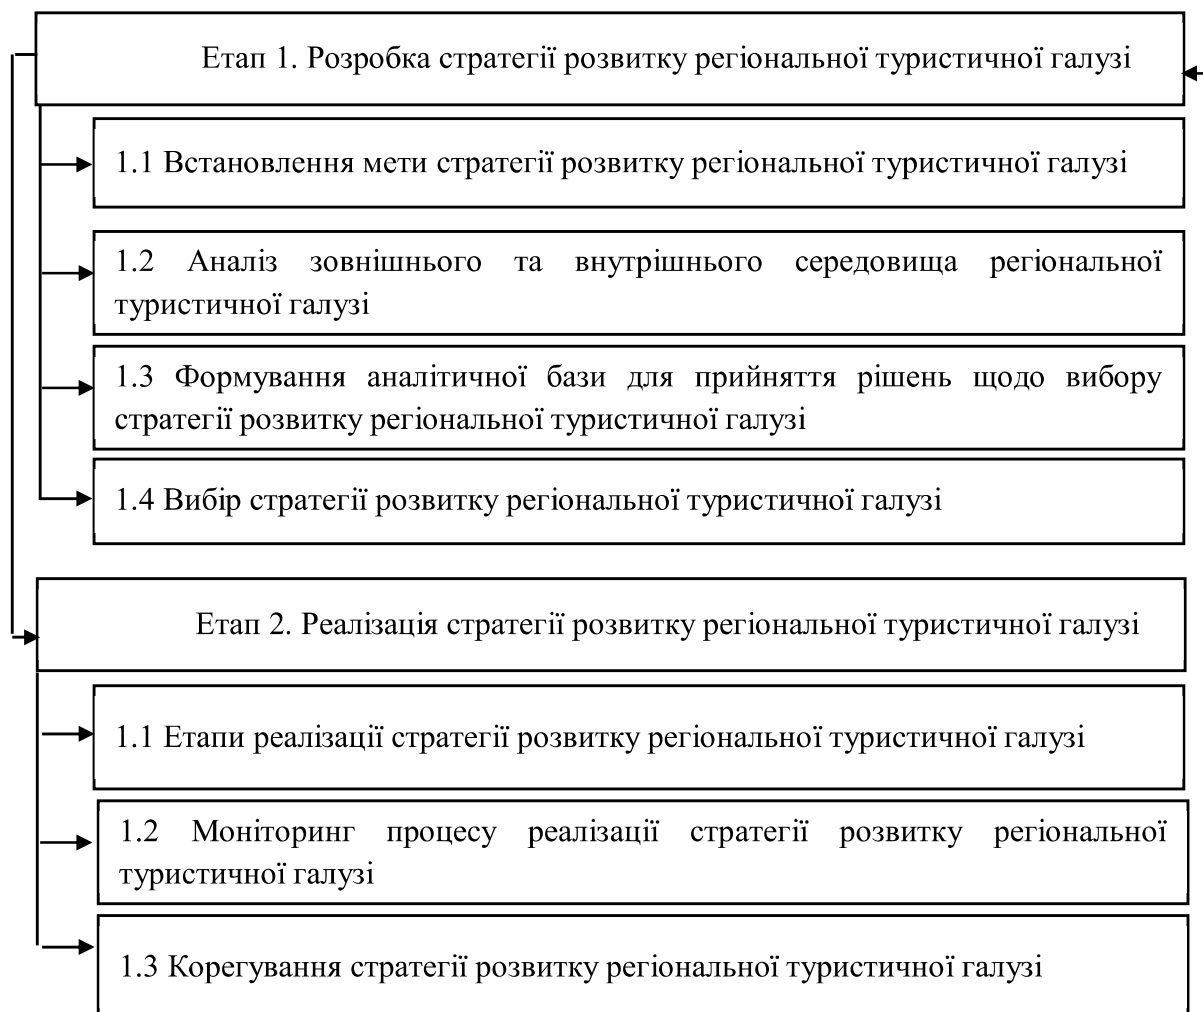 Етап 1. Розробка стратегії розвитку регіональної туристичної галузі
1.1 Встановлення мети стратегії розвитку регіональної туристичної галузі
1.2 Аналіз зовнішнього та внутрішнього середовища регіональної
туристичної галузі
1.3 Формування аналітичної бази для прийняття рішень щодо вибору
стратегії розвитку регіональної туристичної галузі
1.4 Вибір стратегії розвитку регіональної туристичної галузі
Етап 2. Реалізація стратегії розвитку регіональної туристичної галузі
1.1 Етапи реалізації стратегії розвитку регіональної туристичної галузі
1.2 Моніторинг процесу реалізації стратегії розвитку регіональної
туристичної галузі
1.3 Корегування стратегії розвитку регіональної туристичної галузі